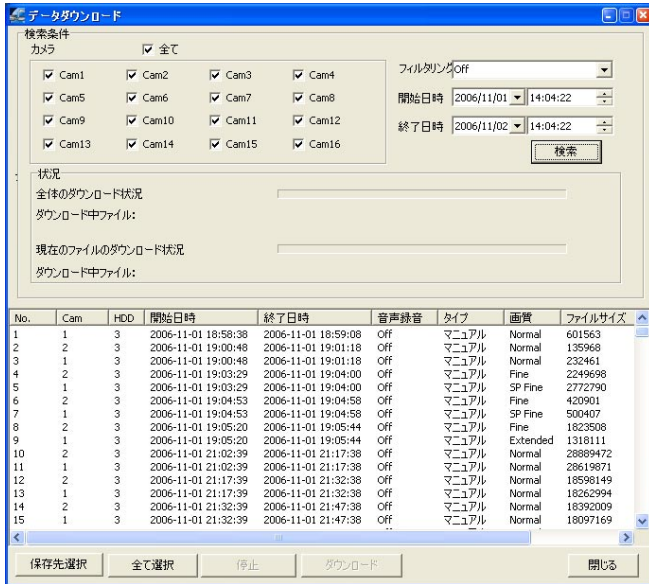 データダウンロード
検索条件
カメラ 全て
Cam1 Cam2 Cam3 Cam4
Cam5 Cam6 Cam7 Cam8
Cam9 Cam10 Cam11 Cam12
Cam13 Cam14 Cam15 Cam16
フィルタリング Off
開始日時 2006/11/01 14:04:22
終了日時 2006/11/02 14:04:22
検索
状況
全体のダウンロード状況
ダウンロード中ファイル:
現在のファイルのダウンロード状況
ダウンロード中ファイル:
No. Cam HDD 開始日時 終了日時 音声録音 タイプ 画質 ファイルサイズ
1 1 3 2006-11-01 18:58:38 2006-11-01 18:59:08 Off マニュアル Normal 601563
2 2 3 2006-11-01 19:00:48 2006-11-01 19:01:18 Off マニュアル Normal 135968
3 1 3 2006-11-01 19:00:48 2006-11-01 19:01:18 Off マニュアル Normal 232461
4 2 3 2006-11-01 19:03:29 2006-11-01 19:04:00 Off マニュアル Fine 2249698
5 1 3 2006-11-01 19:03:29 2006-11-01 19:04:00 Off マニュアル SP Fine 2772790
6 2 3 2006-11-01 19:04:53 2006-11-01 19:04:58 Off マニュアル Fine 420901
7 1 3 2006-11-01 19:04:53 2006-11-01 19:04:58 Off マニュアル SP Fine 500407
8 2 3 2006-11-01 19:05:20 2006-11-01 19:05:44 Off マニュアル Fine 1823508
9 1 3 2006-11-01 19:05:20 2006-11-01 19:05:44 Off マニュアル Extended 1318111
10 2 3 2006-11-01 21:02:39 2006-11-01 21:17:38 Off マニュアル Normal 28889472
11 1 3 2006-11-01 21:02:39 2006-11-01 21:17:38 Off マニュアル Normal 28619871
12 2 3 2006-11-01 21:17:39 2006-11-01 21:32:38 Off マニュアル Normal 18598149
13 1 3 2006-11-01 21:17:39 2006-11-01 21:32:38 Off マニュアル Normal 18262994
14 2 3 2006-11-01 21:32:39 2006-11-01 21:47:38 Off マニュアル Normal 18392009
15 1 3 2006-11-01 21:32:39 2006-11-01 21:47:38 Off マニュアル Normal 18097169
保存先選択 全て選択 停止 ダウンロード 閉じる